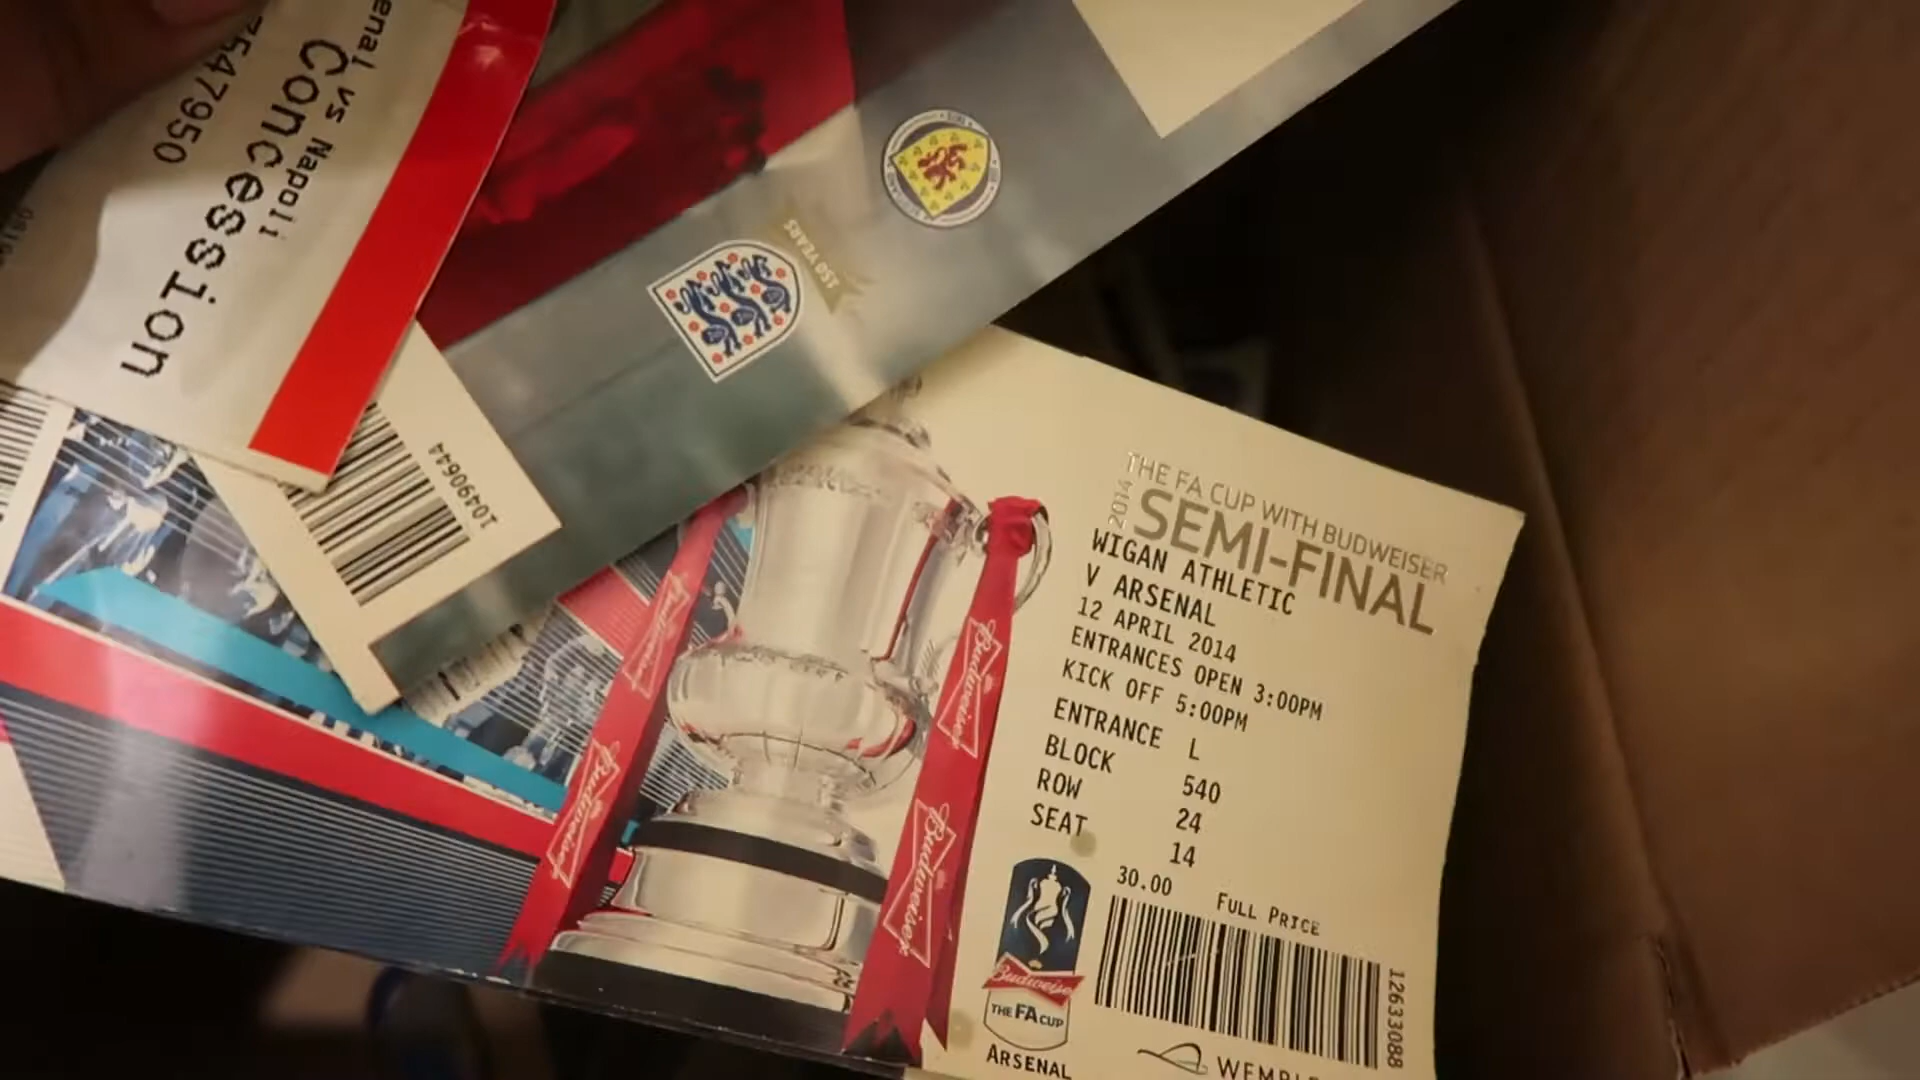 vs Napoli
Concession
7547950
150 YEARS
10490644
THE FA CUP WITH BUDWEISER
2014
SEMI-FINAL
WIGAN ATHLETIC
V ARSENAL
12 APRIL 2014
ENTRANCES OPEN 3:00PM
KICK OFF 5:00PM
ENTRANCE L
BLOCK 540
ROW 24
SEAT 14
30.00 FULL PRICE
12633088
Budweiser
THE FA CUP
ARSENAL
Budweiser
Budweiser
Budweiser
Budweiser